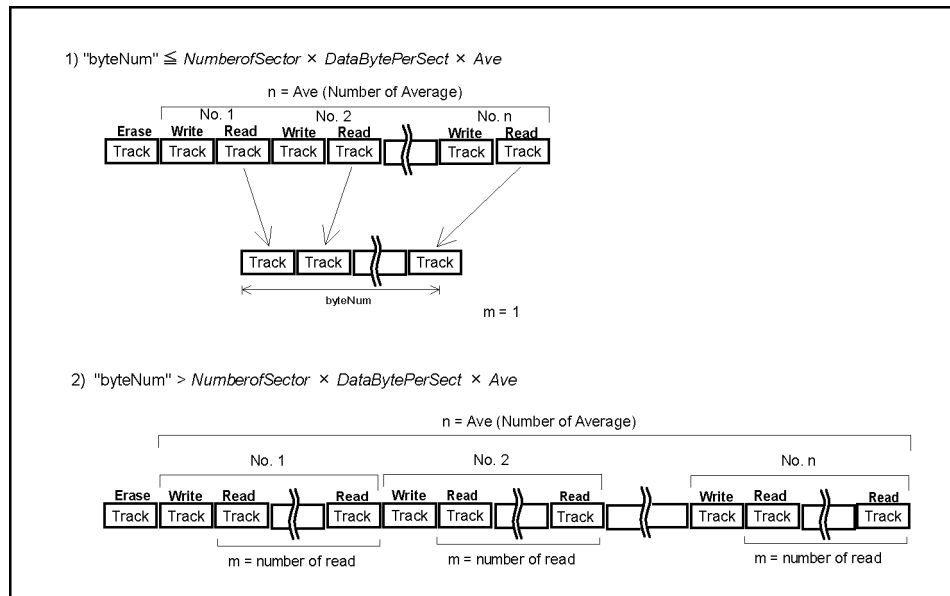 1) "byteNum" ≦ NumberofSector × DataBytePerSect × Ave
n = Ave (Number of Average)
No. 1 No. 2 No. n
Erase Write Read Write Read Write Read
Track Track Track Track Track Track Track
Track Track Track
byteNum
m = 1
2) "byteNum" > NumberofSector × DataBytePerSect × Ave
n = Ave (Number of Average)
No. 1 No. 2 No. n
Erase Write Read Read Write Read Read Write Read Read
Track Track Track Track Track Track Track Track Track Track
m = number of read m = number of read m = number of read